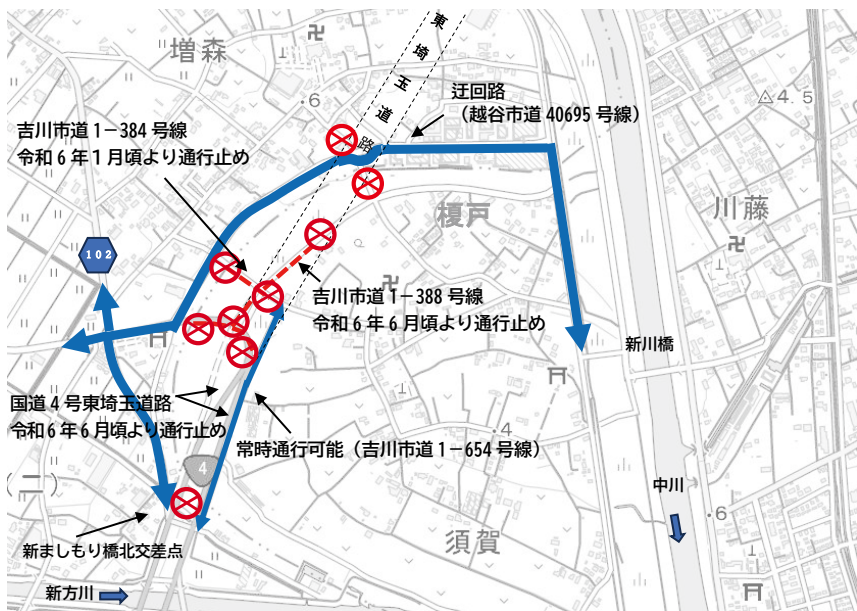 増森
東
埼
玉
道
路
・6
迂回路
（越谷市道 40695 号線）
△4.5
吉川市道１－384 号線
令和６年１月頃より通行止め
榎戸
川藤
102
吉川市道１－388 号線
令和６年６月頃より通行止め
新川橋
国道４号東埼玉道路
令和６年６月頃より通行止め
常時通行可能（吉川市道１－654 号線）
・4
4
(二)
中川
・6
新ましもり橋北交差点
須賀
新方川